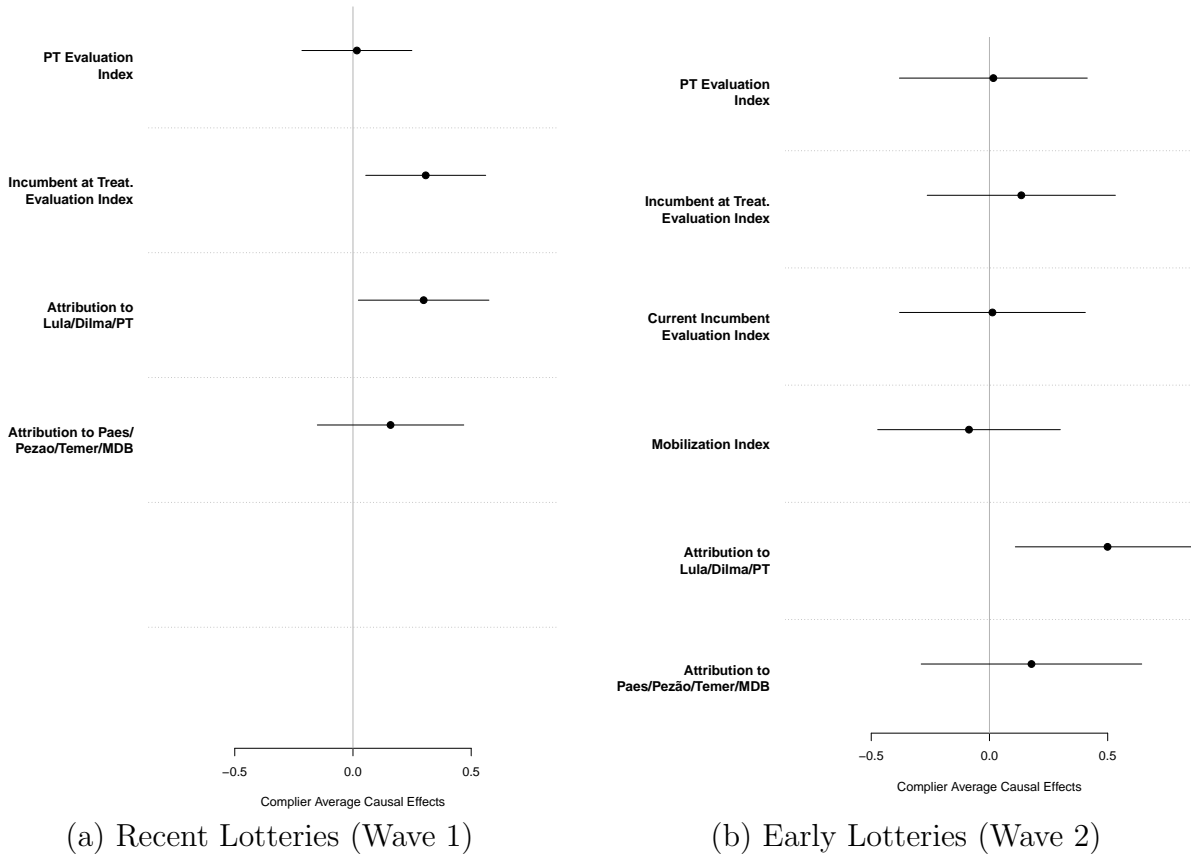 PT Evaluation
Index
Incumbent at Treat.
Evaluation Index
Attribution to
Lula/Dilma/PT
Attribution to Paes/
Pezao/Temer/MDB
−0.5 0.0 0.5
Complier Average Causal Effects
(a) Recent Lotteries (Wave 1)
PT Evaluation
Index
Incumbent at Treat.
Evaluation Index
Current Incumbent
Evaluation Index
Mobilization Index
Attribution to
Lula/Dilma/PT
Attribution to
Paes/Pezão/Temer/MDB
−0.5 0.0 0.5
Complier Average Causal Effects
(b) Early Lotteries (Wave 2)